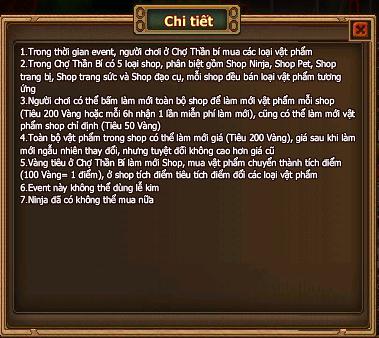 Chi tiết
1.Trong thời gian event, người chơi ở Chợ Thần bí mua các loại vật phẩm
2.Trong Chợ Thần Bí có 5 loại shop, phân biệt gồm Shop Ninja, Shop Pet, Shop
trang bị, Shop trang sức và Shop đạo cụ, mỗi shop đều bán loại vật phẩm tương
ứng
3.Người chơi có thể bấm làm mới toàn bộ shop để làm mới vật phẩm mỗi shop
(Tiêu 200 Vàng hoặc mỗi 6h nhận 1 lần miễn phí làm mới), cũng có thể làm mới vật
phẩm shop chỉ định (Tiêu 50 Vàng)
4.Toàn bộ vật phẩm trong shop có thể làm mới giá (Tiêu 200 Vàng), giá sau khi làm
mới ngẫu nhiên thay đổi, nhưng tuyệt đối không cao hơn giá cũ
5.Vàng tiêu ở Chợ Thần Bí làm mới Shop, mua vật phẩm chuyển thành tích điểm
(100 Vàng= 1 điểm), ở shop tích điểm tiêu tích điểm đổi các loại vật phẩm
6.Event này không thể dùng lễ kim
7.Ninja đã có không thể mua nữa